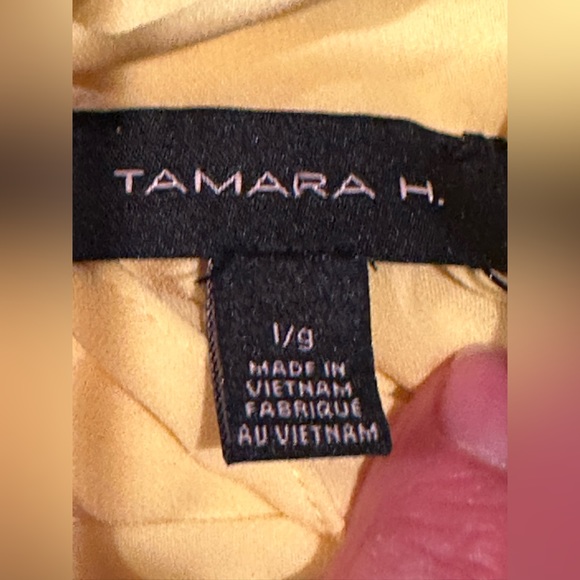 TAMARA H.
l/g
MADE IN
VIETNAM
FABRIQUÉ
AU VIETNAM